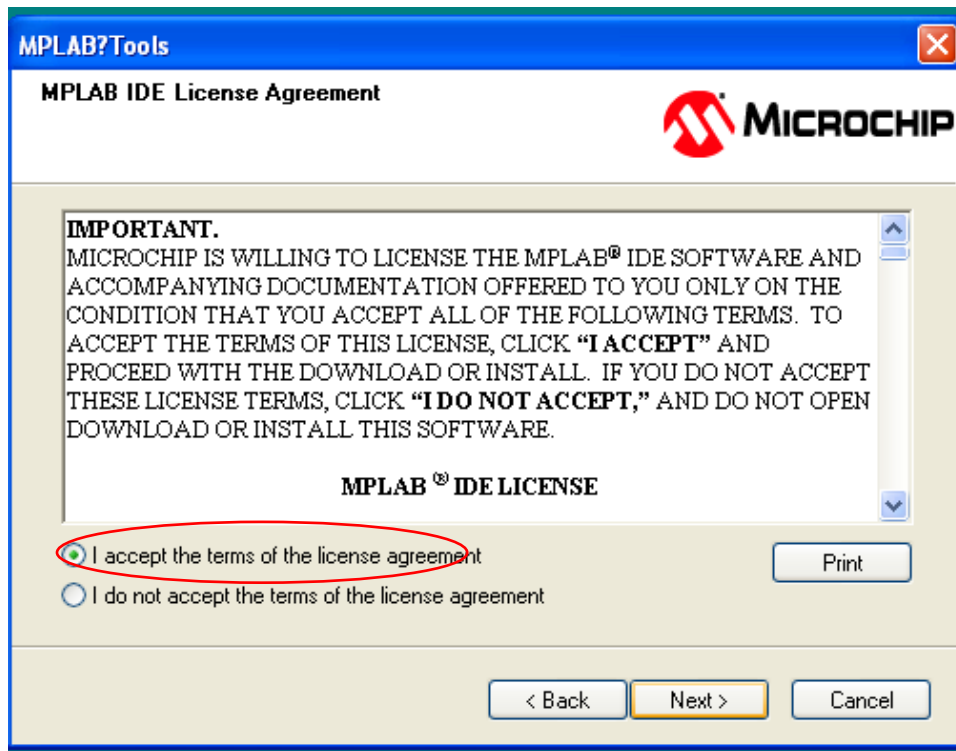 MPLAB?Tools
MPLAB IDE License Agreement
MICROCHIP
IMPORTANT.
MICROCHIP IS WILLING TO LICENSE THE MPLAB® IDE SOFTWARE AND
ACCOMPANYING DOCUMENTATION OFFERED TO YOU ONLY ON THE
CONDITION THAT YOU ACCEPT ALL OF THE FOLLOWING TERMS.  TO
ACCEPT THE TERMS OF THIS LICENSE, CLICK “I ACCEPT” AND
PROCEED WITH THE DOWNLOAD OR INSTALL.  IF YOU DO NOT ACCEPT
THESE LICENSE TERMS, CLICK “I DO NOT ACCEPT,” AND DO NOT OPEN
DOWNLOAD OR INSTALL THIS SOFTWARE.
MPLAB ® IDE LICENSE
I accept the terms of the license agreement
Print
I do not accept the terms of the license agreement
< Back
Next >
Cancel